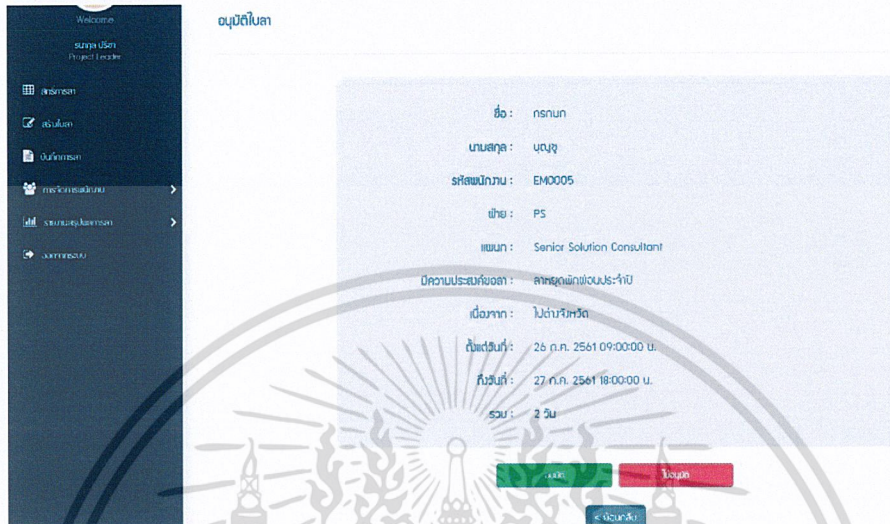 Welcome
ธนากุล ปรีชา
Project Leader
สิทธิ์การลา
สร้างใบลา
บันทึกการลา
การจัดการพนักงาน
รายงานสรุปผลการลา
ออกจากระบบ
อนุมัติใบลา
ชื่อ : กรกนก
นามสกุล : บุญชู
รหัสพนักงาน : EM0005
ฝ่าย : PS
แผนก : Senior Solution Consultant
มีความประสงค์ขอลา : ลาหยุดพักผ่อนประจำปี
เนื่องจาก : ไปต่างจังหวัด
ตั้งแต่วันที่ : 26 ก.ค. 2561 09:00:00 น.
ถึงวันที่ : 27 ก.ค. 2561 18:00:00 น.
รวม : 2 วัน
อนุมัติ
ไม่อนุมัติ
< ย้อนกลับ